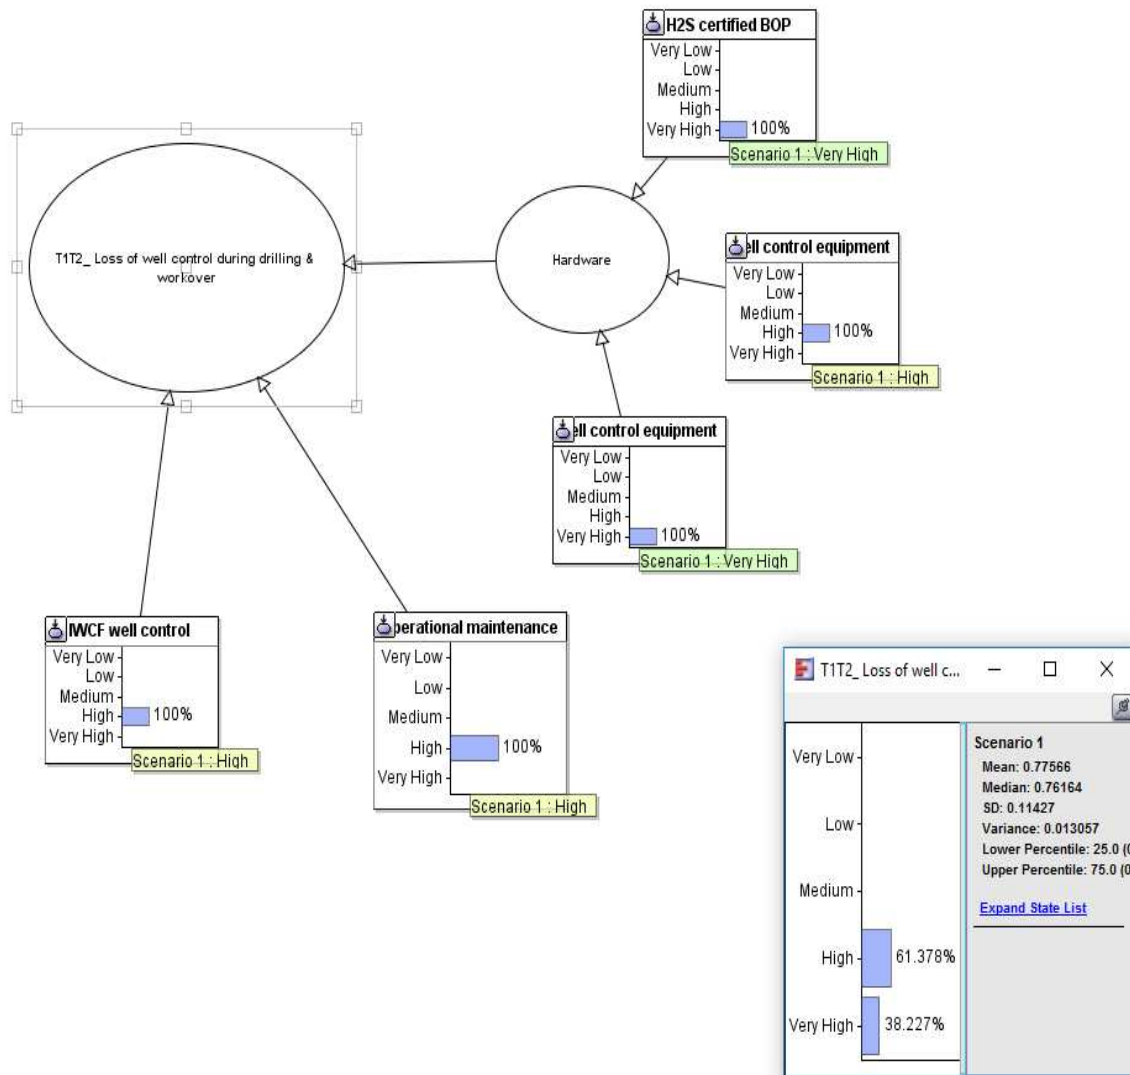 H2S certified BOP
Very Low
Low
Medium
High
Very High
100%
Scenario 1 : Very High
T1T2_ Loss of well control during drilling &
workover
Hardware
ell control equipment
Very Low
Low
Medium
High
100%
Very High
Scenario 1 : High
ell control equipment
Very Low
Low
Medium
High
Very High
100%
Scenario 1 : Very High
IWCF well control
Very Low
Low
Medium
High
100%
Very High
Scenario 1 : High
perational maintenance
Very Low
Low
Medium
High
100%
Very High
Scenario 1 : High
T1T2_ Loss of well c...
Very Low
Low
Medium
High
61.378%
Very High
38.227%
Scenario 1
Mean: 0.77566
Median: 0.76164
SD: 0.11427
Variance: 0.013057
Lower Percentile: 25.0 (0
Upper Percentile: 75.0 (0
Expand State List